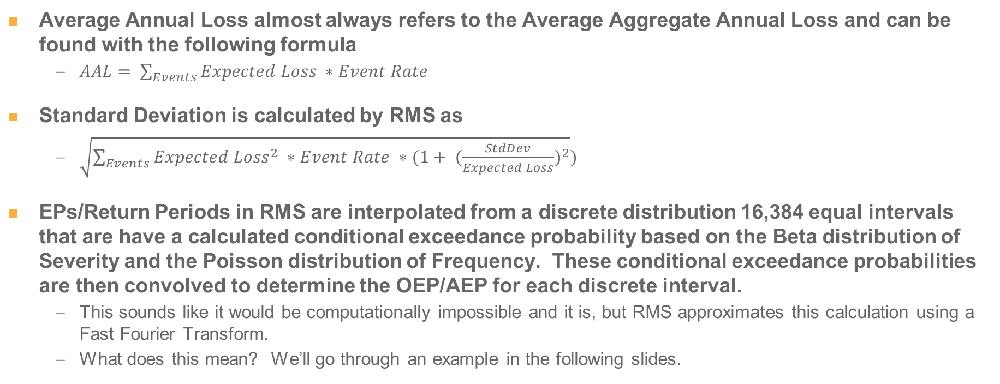 ▪ Average Annual Loss almost always refers to the Average Aggregate Annual Loss and can be
found with the following formula
– AAL = ∑Events Expected Loss * Event Rate
▪ Standard Deviation is calculated by RMS as
– √∑Events Expected Loss² * Event Rate * (1 + (StdDev/Expected Loss)²)
▪ EPs/Return Periods in RMS are interpolated from a discrete distribution 16,384 equal intervals
that are have a calculated conditional exceedance probability based on the Beta distribution of
Severity and the Poisson distribution of Frequency. These conditional exceedance probabilities
are then convolved to determine the OEP/AEP for each discrete interval.
– This sounds like it would be computationally impossible and it is, but RMS approximates this calculation using a
Fast Fourier Transform.
– What does this mean? We’ll go through an example in the following slides.